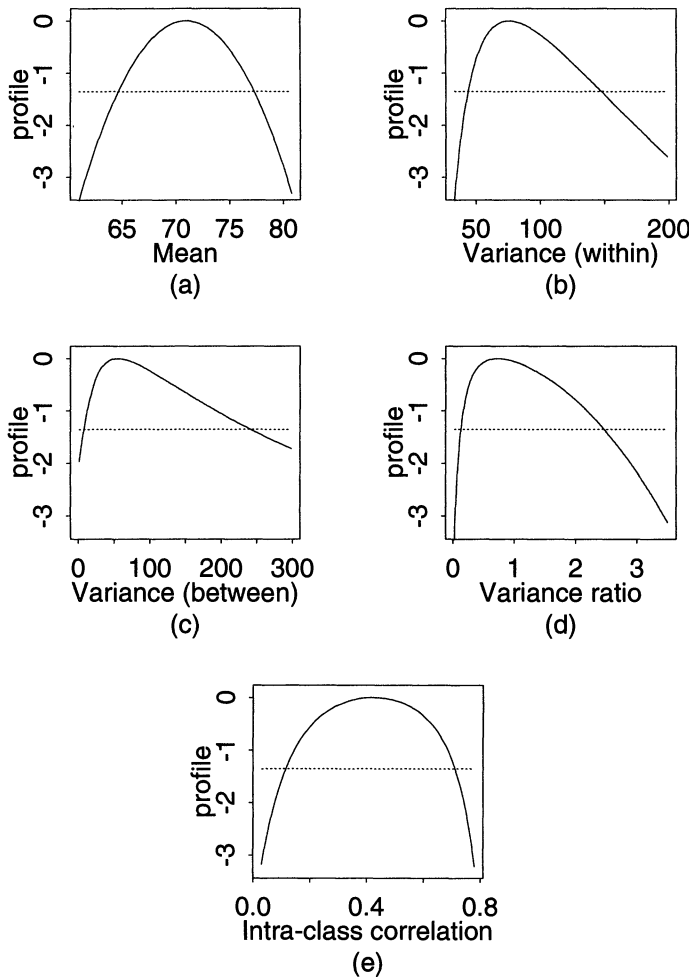 0
-1
-2
-3
profile
65 70 75 80
Mean
(a)
0
-1
-2
-3
profile
50 100 200
Variance (within)
(b)
0
-1
-2
-3
profile
0 100 200 300
Variance (between)
(c)
0
-1
-2
-3
profile
0 1 2 3
Variance ratio
(d)
0
-1
-2
-3
profile
0.0 0.4 0.8
Intra-class correlation
(e)